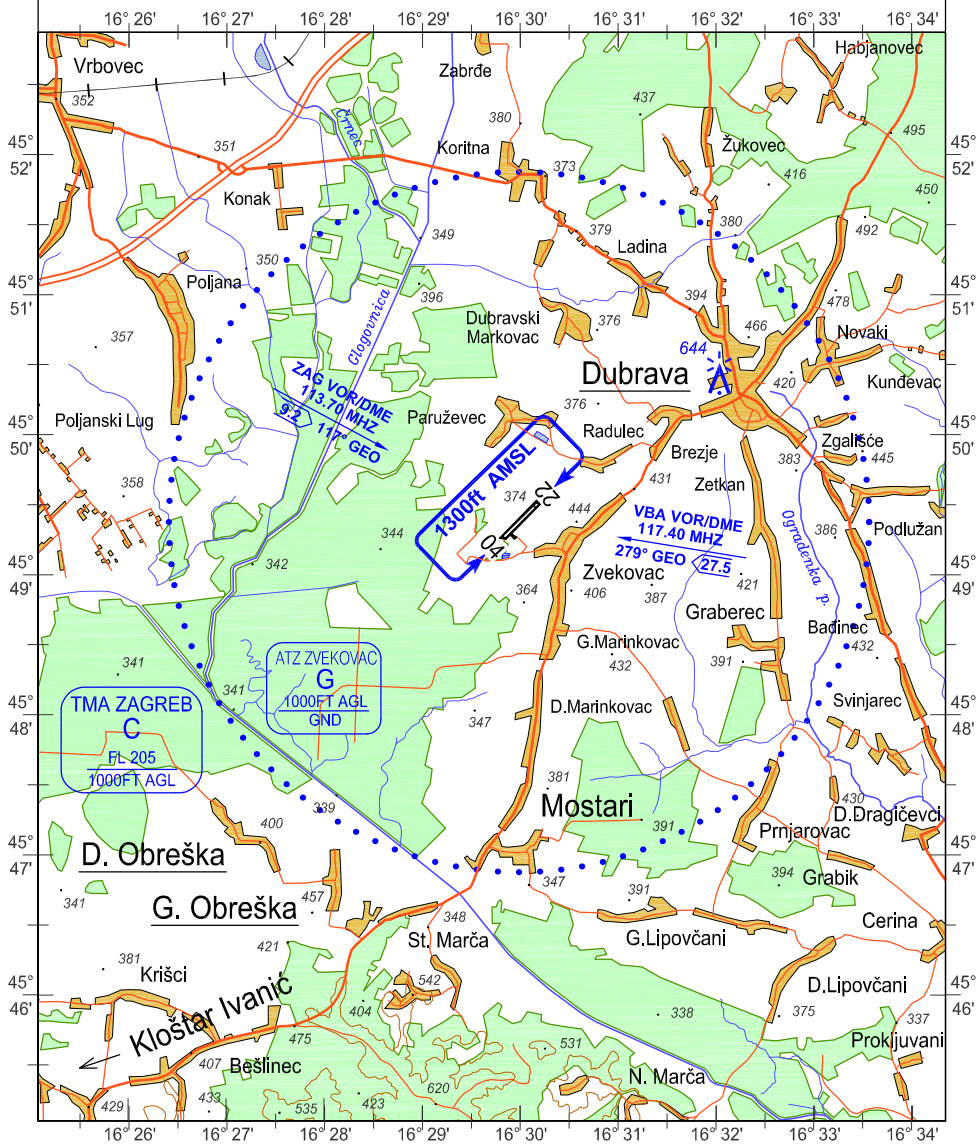 16° 26' 16° 27' 16° 28' 16° 29' 16° 30' 16° 31' 16° 32' 16° 33' 16° 34'
Vrbovec
Zabrđe
Habjanovec
352
380
437
Črnec
495
45° 52'
351
Koritna
Žukovec
45° 52'
373
416
Konak
450
349
379
380
492
Ladina
350
Poljana
396
394
478
45° 51'
45° 51'
Clogovnica
Dubravski
Markovac
376
466
Novaki
357
644
ZAG VOR/DME
113.70 MHZ
9.2 117° GEO
Dubrava
420
Kunđevac
Poljanski Lug
Paruževec
376
Radulec
45° 50'
Brezje
Zgališće
45° 50'
383
445
1300ft AMSL
358
374
22
431
Zetkan
04
444
VBA VOR/DME
117.40 MHZ
279° GEO 27.5
344
386
Podlužan
Ogradenka p.
45° 49'
342
Zvekovac
421
45° 49'
406
387
364
Graberec
Badinec
G.Marinkovac
432
432
341
ATZ ZVEKOVAC
G
1000FT AGL
GND
391
341
Svinjarec
TMA ZAGREB
C
FL 205
1000FT AGL
347
D.Marinkovac
45° 48'
45° 48'
381
339
430
400
Mostari
391
D.Dragičevci
Prnjarovac
D. Obreška
45° 47'
45° 47'
Grabik
394
341
457
347
391
G. Obreška
348
Cerina
St. Marča
G.Lipovčani
421
381
Krišci
542
D.Lipovčani
45° 46'
45° 46'
404
338
375
337
Kloštar Ivanić
475
Prokljuvani
407
531
Bešlinec
N. Marča
620
429
433
535
423
16° 26' 16° 27' 16° 28' 16° 29' 16° 30' 16° 31' 16° 32' 16° 33' 16° 34'